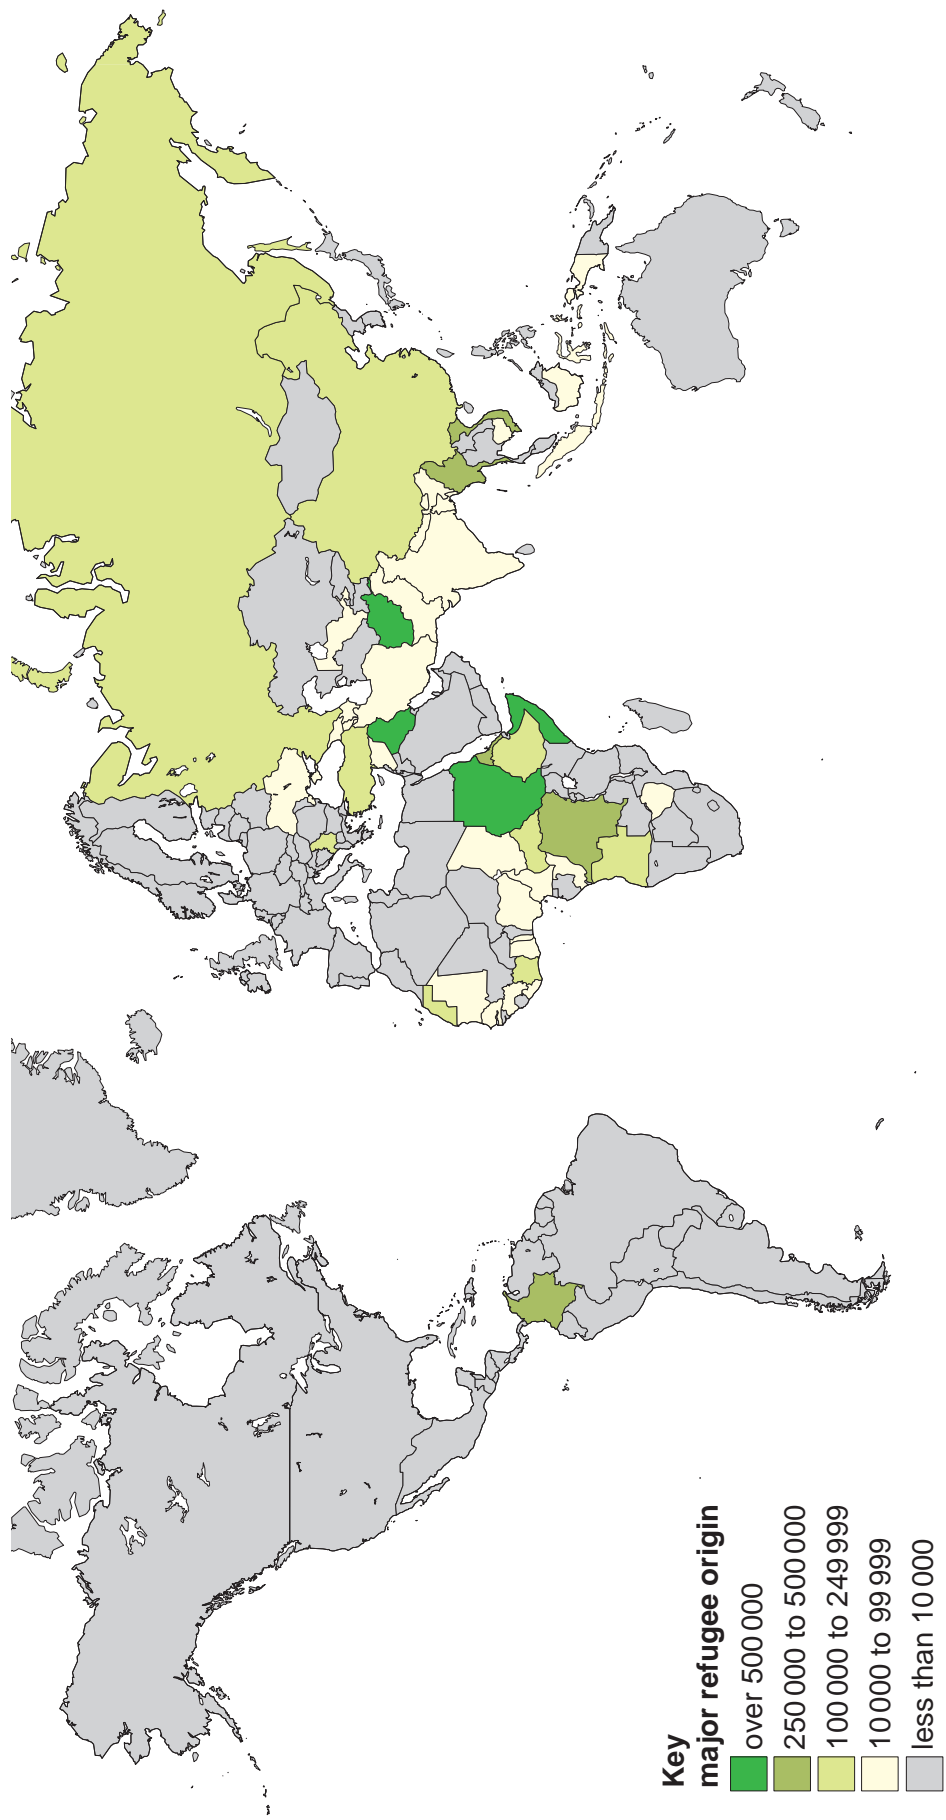 Key
major refugee origin
over 500 000
250 000 to 500 000
100 000 to 249 999
10 000 to 99 999
less than 10 000